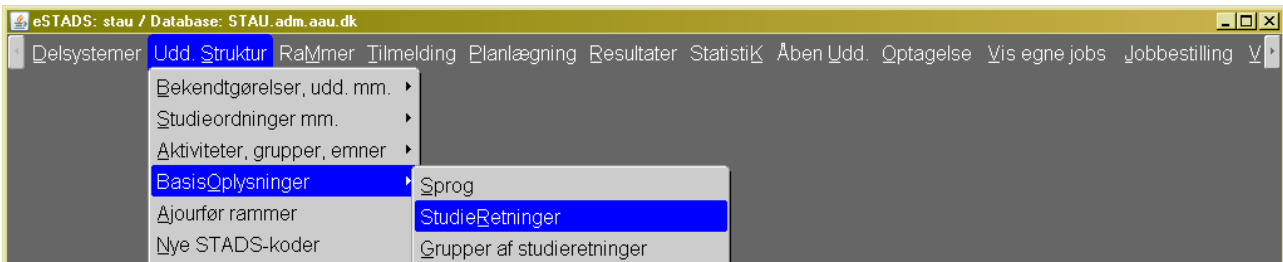 eSTADS: stau / Database: STAU.adm.aau.dk
Delsystemer Udd. Struktur RaMmer Tilmelding Planlægning Resultater StatistiK Åben Udd. Optagelse Vis egne jobs Jobbestilling V
Bekendtgørelser, udd. mm.
Studieordninger mm.
Aktiviteter, grupper, emner
BasisOplysninger
Sprog
Ajourfør rammer
StudieRetninger
Nye STADS-koder
Grupper af studieretninger